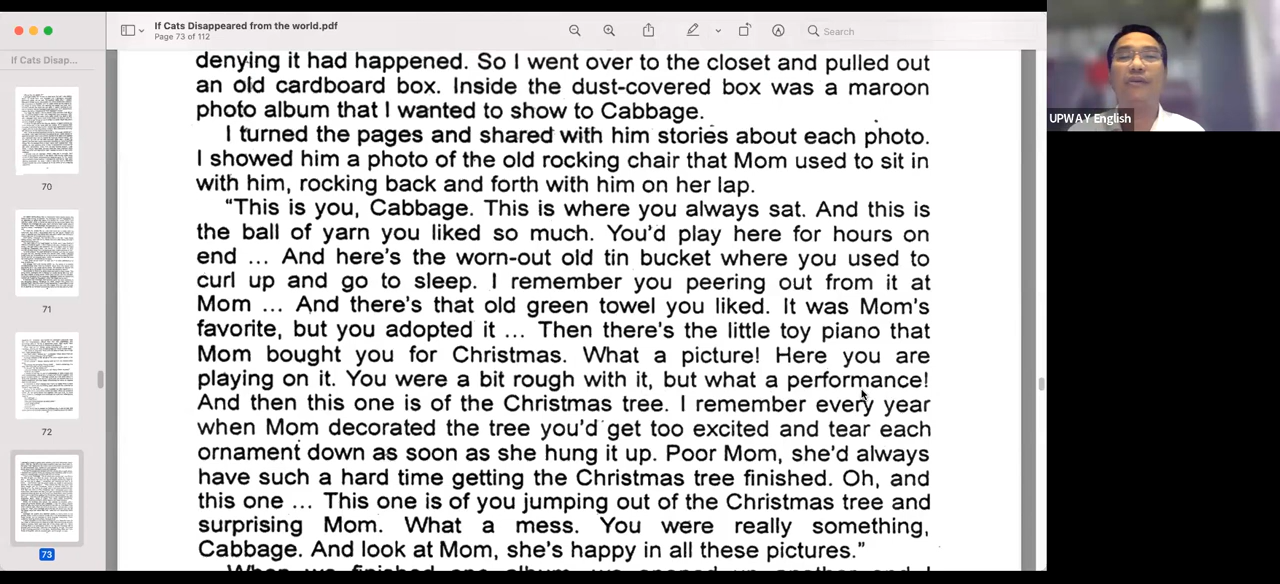 If Cats Disappeared from the world.pdf
Page 73 of 112
Search
If Cats Disap...
70
71
72
73
denying it had happened. So I went over to the closet and pulled out
an old cardboard box. Inside the dust-covered box was a maroon
photo album that I wanted to show to Cabbage.
I turned the pages and shared with him stories about each photo.
I showed him a photo of the old rocking chair that Mom used to sit in
with him, rocking back and forth with him on her lap.
“This is you, Cabbage. This is where you always sat. And this is
the ball of yarn you liked so much. You’d play here for hours on
end ... And here’s the worn-out old tin bucket where you used to
curl up and go to sleep. I remember you peering out from it at
Mom ... And there’s that old green towel you liked. It was Mom’s
favorite, but you adopted it ... Then there’s the little toy piano that
Mom bought you for Christmas. What a picture! Here you are
playing on it. You were a bit rough with it, but what a performance!
And then this one is of the Christmas tree. I remember every year
when Mom decorated the tree you’d get too excited and tear each
ornament down as soon as she hung it up. Poor Mom, she’d always
have such a hard time getting the Christmas tree finished. Oh, and
this one ... This one is of you jumping out of the Christmas tree and
surprising Mom. What a mess. You were really something,
Cabbage. And look at Mom, she’s happy in all these pictures.”
When we finished one album, we opened up another and I
UPWAY English